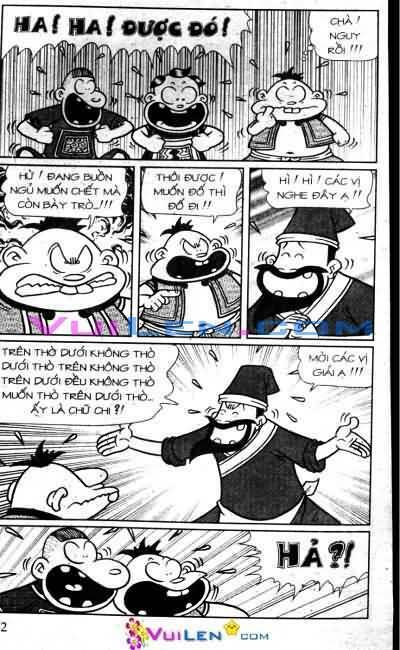 HA! HA! ĐƯỢC ĐÓ!
CHÀ!
NGUY
RỒI!!!
HỪ! ĐANG BUỒN
NGỦ MUỐN CHẾT MÀ
CÒN BÀY TRÒ...!!!
THÔI ĐƯỢC!
MUỐN ĐỐ THÌ
ĐỐ ĐI!!
HÌ! HÌ! CÁC VỊ
NGHE ĐÂY Ạ!!
VUILEN.COM
TRÊN THÒ DƯỚI KHÔNG THÒ
DƯỚI THÒ TRÊN KHÔNG THÒ
TRÊN DƯỚI ĐỀU KHÔNG THÒ
MUỐN THÒ TRÊN DƯỚI THÒ...
ẤY LÀ CHỮ CHI?!
MỜI CÁC VỊ
GIẢI Ạ!!!
HẢ?!
2
VUILEN.COM